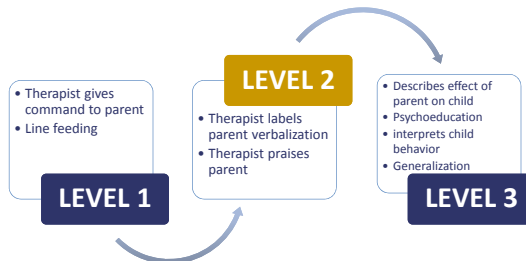 • Therapist gives
command to parent
• Line feeding
LEVEL 1
LEVEL 2
• Therapist labels
parent verbalization
• Therapist praises
parent
• Describes effect of
parent on child
• Psychoeducation
• interprets child
behavior
• Generalization
LEVEL 3